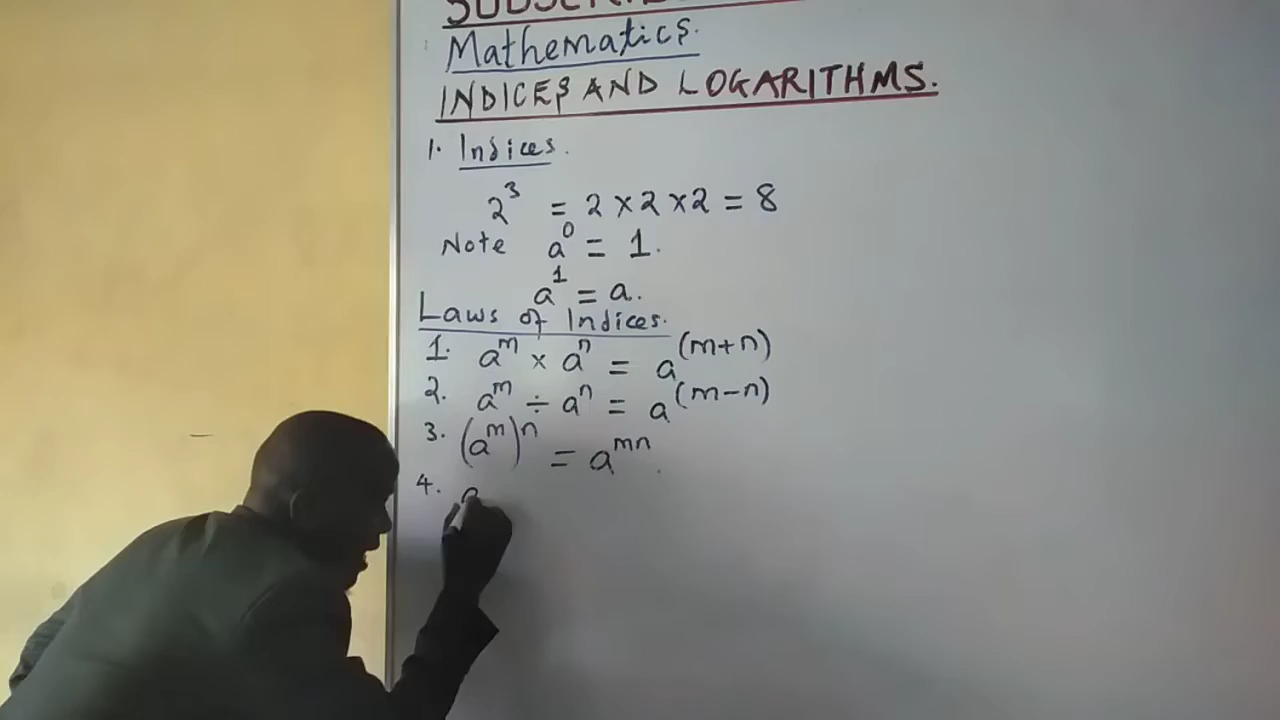 Mathematics.
INDICES AND LOGARITHMS.
1. Indices.
2³ = 2 × 2 × 2 = 8
Note a⁰ = 1.
a¹ = a.
Laws of Indices.
1. aᵐ × aⁿ = a⁽ᵐ⁺ⁿ⁾
2. aᵐ ÷ aⁿ = a⁽ᵐ⁻ⁿ⁾
3. (aᵐ)ⁿ = aᵐⁿ.
4.